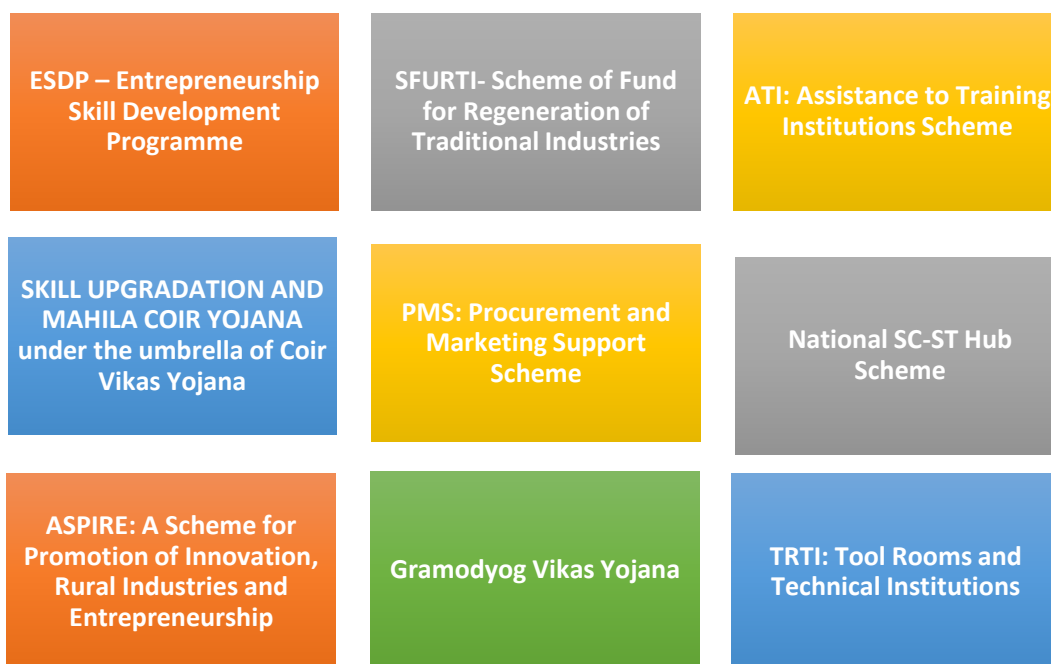 ESDP – Entrepreneurship
Skill Development
Programme
SFURTI- Scheme of Fund
for Regeneration of
Traditional Industries
ATI: Assistance to Training
Institutions Scheme
SKILL UPGRADATION AND
MAHILA COIR YOJANA
under the umbrella of Coir
Vikas Yojana
PMS: Procurement and
Marketing Support
Scheme
National SC-ST Hub
Scheme
ASPIRE: A Scheme for
Promotion of Innovation,
Rural Industries and
Entrepreneurship
Gramodyog Vikas Yojana
TRTI: Tool Rooms and
Technical Institutions